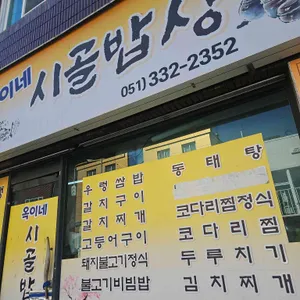 옥이네 시골밥상
051) 332-2352
우렁쌈밥
갈치구이
갈치찌개
고등어구이
돼지불고기정식
불고기비빔밥
동태탕
코다리찜정식
코다리찜
두루치기
김치찌개
옥이네
시골밥